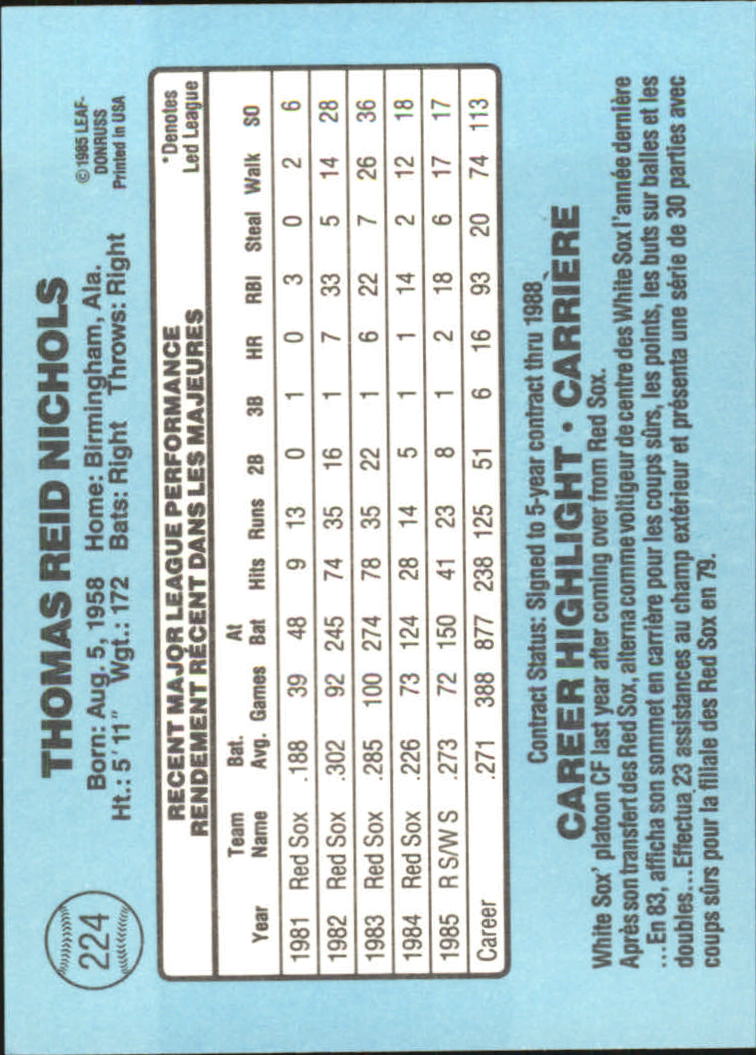 224
THOMAS REID NICHOLS
Born: Aug. 5, 1958 Home: Birmingham, Ala.
Ht.: 5'11" Wgt.: 172 Bats: Right Throws: Right
© 1985 LEAF-
DONRUSS
Printed in USA
RECENT MAJOR LEAGUE PERFORMANCE
RENDEMENT RÉCENT DANS LES MAJEURES
*Denotes
Led League
Year Team Name Bat. Avg. Games At Bat Hits Runs 2B 3B HR RBI Steal Walk SO
1981 Red Sox .188 39 48 9 13 0 1 0 3 0 2 6
1982 Red Sox .302 92 245 74 35 16 1 7 33 5 14 28
1983 Red Sox .285 100 274 78 35 22 1 6 22 7 26 36
1984 Red Sox .226 73 124 28 14 5 1 1 14 2 12 18
1985 R S/W S .273 72 150 41 23 8 1 2 18 6 17 17
Career .271 388 877 238 125 51 6 16 93 20 74 113
Contract Status: Signed to 5-year contract thru 1988
CAREER HIGHLIGHT • CARRIÈRE
White Sox' platoon CF last year after coming over from Red Sox.
Après son transfert des Red Sox, alterna comme voltigeur de centre des White Sox l'année dernière
...En 83, afficha son sommet en carrière pour les coups sûrs, les points, les buts sur balles et les
doubles...Effectua 23 assistances au champ extérieur et présenta une série de 30 parties avec
coups sûrs pour la filiale des Red Sox en 79.